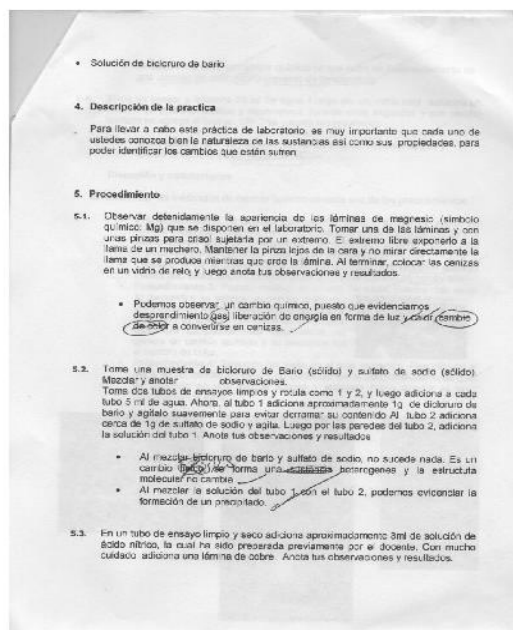 • Solución de bicloruro de bario
4. Descripción de la practica
Para llevar a cabo este práctica de laboratorio, es muy importante que cada uno de
ustedes conozca bien la naturaleza de las sustancias así como sus propiedades, para
poder identificar los cambios que están sufren
5. Procedimiento
5.1. Observar detenidamente la apariencia de las láminas de magnesio (símbolo
químico: Mg) que se disponen en el laboratorio. Tomar una de las láminas y con
unas pinzas para crisol sujetarla por un extremo. El extremo libre exponerlo a la
llama de un mechero. Mantener la pinza lejos de la cara y no mirar directamente la
llama que se produce mientras que arde la lámina. Al terminar, colocar las cenizas
en un vidrio de reloj y luego anota tus observaciones y resultados.
• Podemos observar, un cambio químico, puesto que evidenciamos
desprendimiento (gas) liberación de energía en forma de luz y calor (cambio
de color) a convertirse en cenizas.
5.2. Tome una muestra de bicloruro de Bario (sólido) y sulfato de sodio (sólido).
Mezclar y anotar observaciones.
Toma dos tubos de ensayos limpios y rotula como 1 y 2, y luego adiciona a cada
tubo 5 ml de agua. Ahora, al tubo 1 adiciona aproximadamente 1g de dicloruro de
bario y agítalo suavemente para evitar derramar su contenido Al tubo 2 adiciona
cerca de 1g de sulfato de sodio y agita. Luego por las paredes del tubo 2, adiciona
la solución del tubo 1. Anote tus observaciones y resultados
• Al mezclar bicloruro de bario y sulfato de sodio, no sucede nada. Es un
cambio físico, se forma una heterogenea y la estructuta
molecular no cambia
• Al mezclar la solución del tubo 1 con el tubo 2, podemos evidenciar la
formación de un precipitado.
5.3. En un tubo de ensayo limpio y seco adiciona aproximadamente 3ml de solución de
ácido nítrico, la cual ha sido preparada previamente por el docente. Con mucho
cuidado adiciona una lámina de cobre. Anota tus observaciones y resultados.